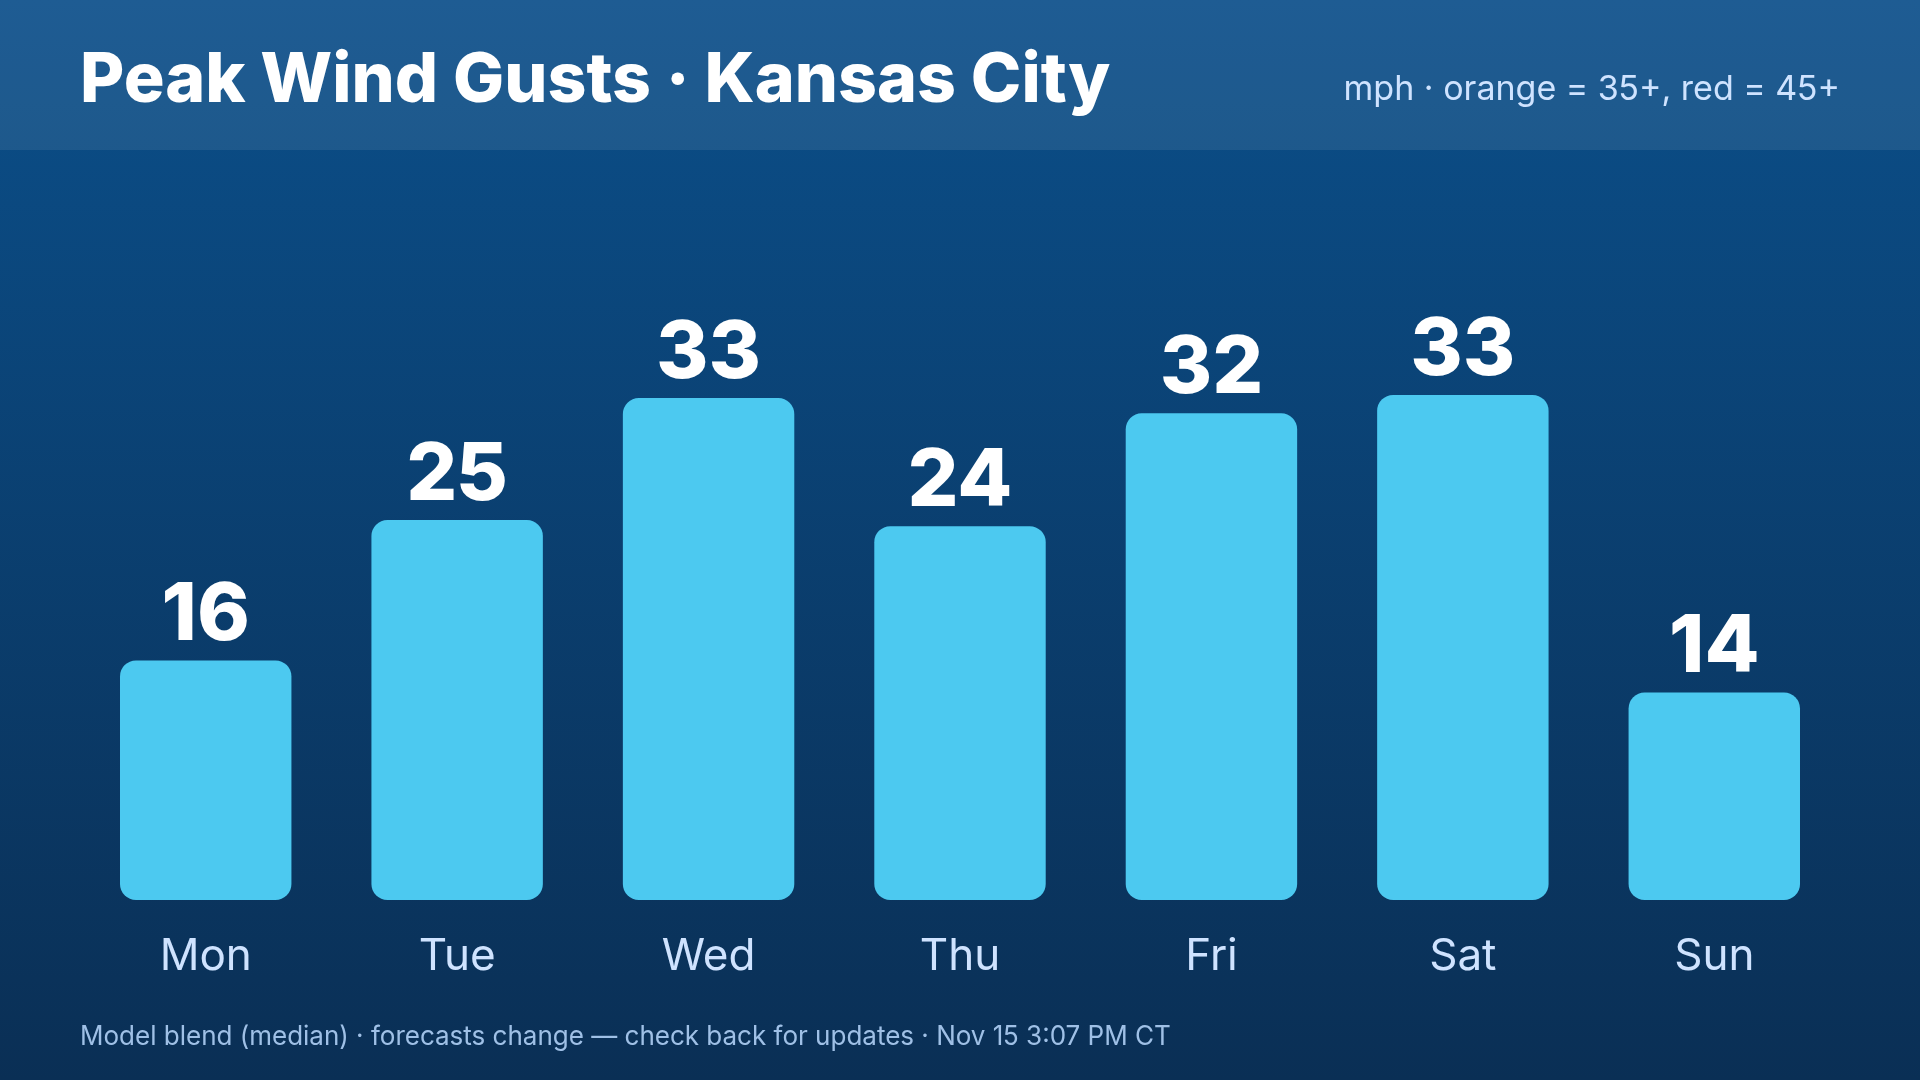 Peak Wind Gusts · Kansas City
mph · orange = 35+, red = 45+
16
25
33
24
32
33
14
Mon
Tue
Wed
Thu
Fri
Sat
Sun
Model blend (median) · forecasts change — check back for updates · Nov 15 3:07 PM CT